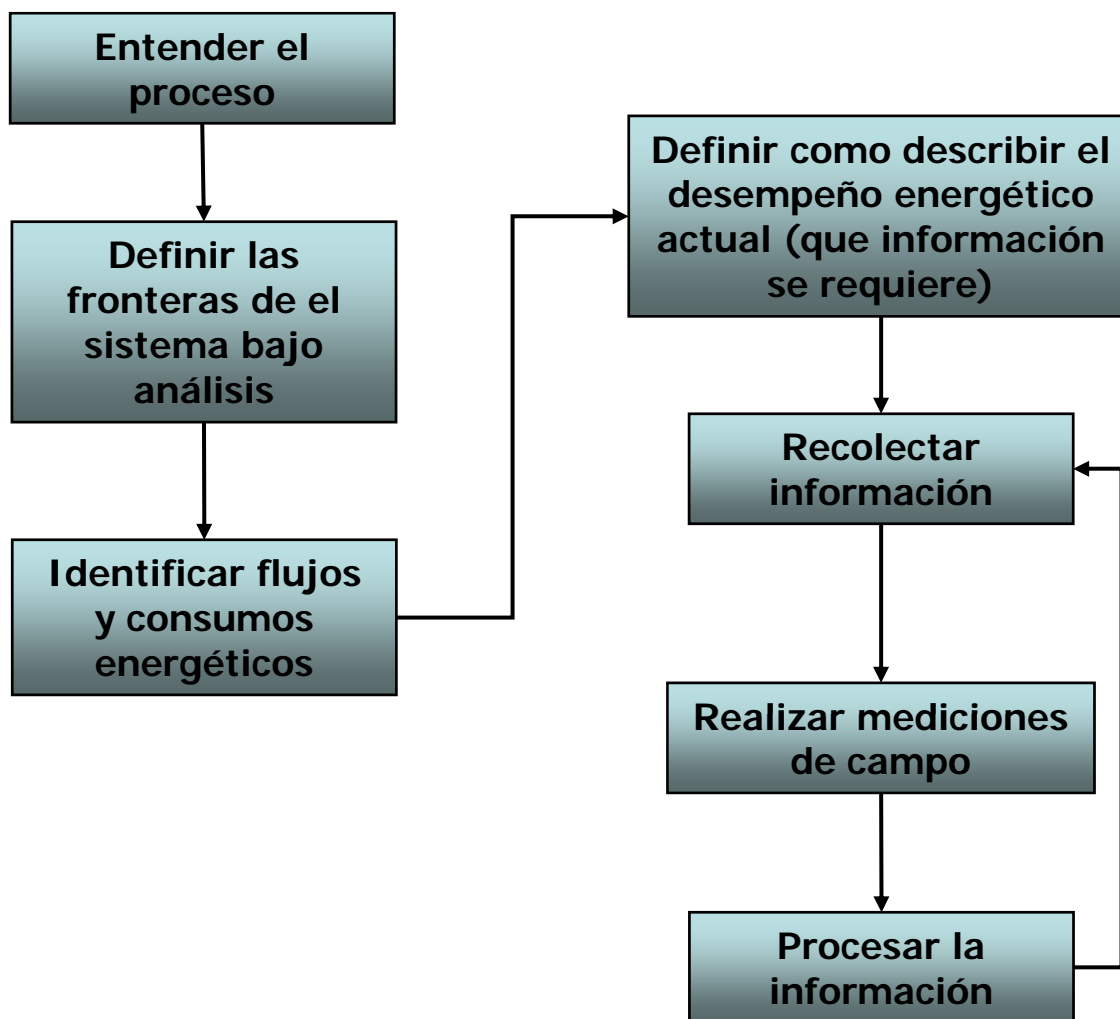 Entender el
proceso
Definir las
fronteras de el
sistema bajo
análisis
Identificar flujos
y consumos
energéticos
Definir como describir el
desempeño energético
actual (que información
se requiere)
Recolectar
información
Realizar mediciones
de campo
Procesar la
información